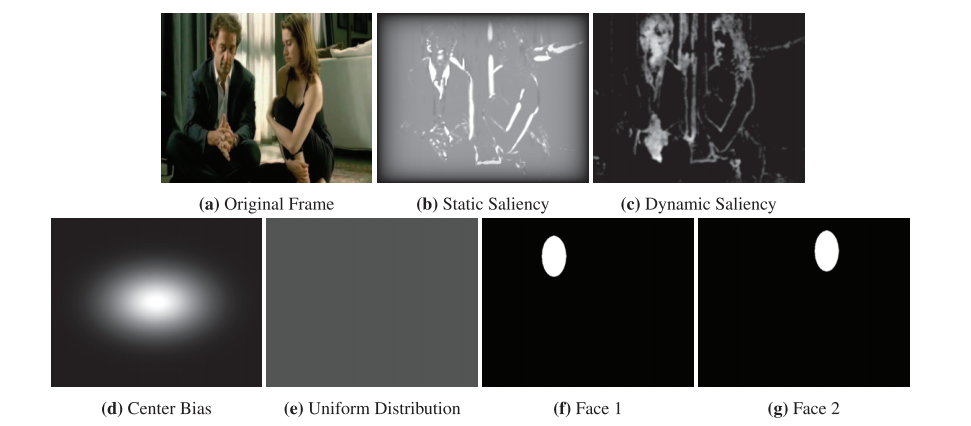 (a) Original Frame
(b) Static Saliency
(c) Dynamic Saliency
(d) Center Bias
(e) Uniform Distribution
(f) Face 1
(g) Face 2